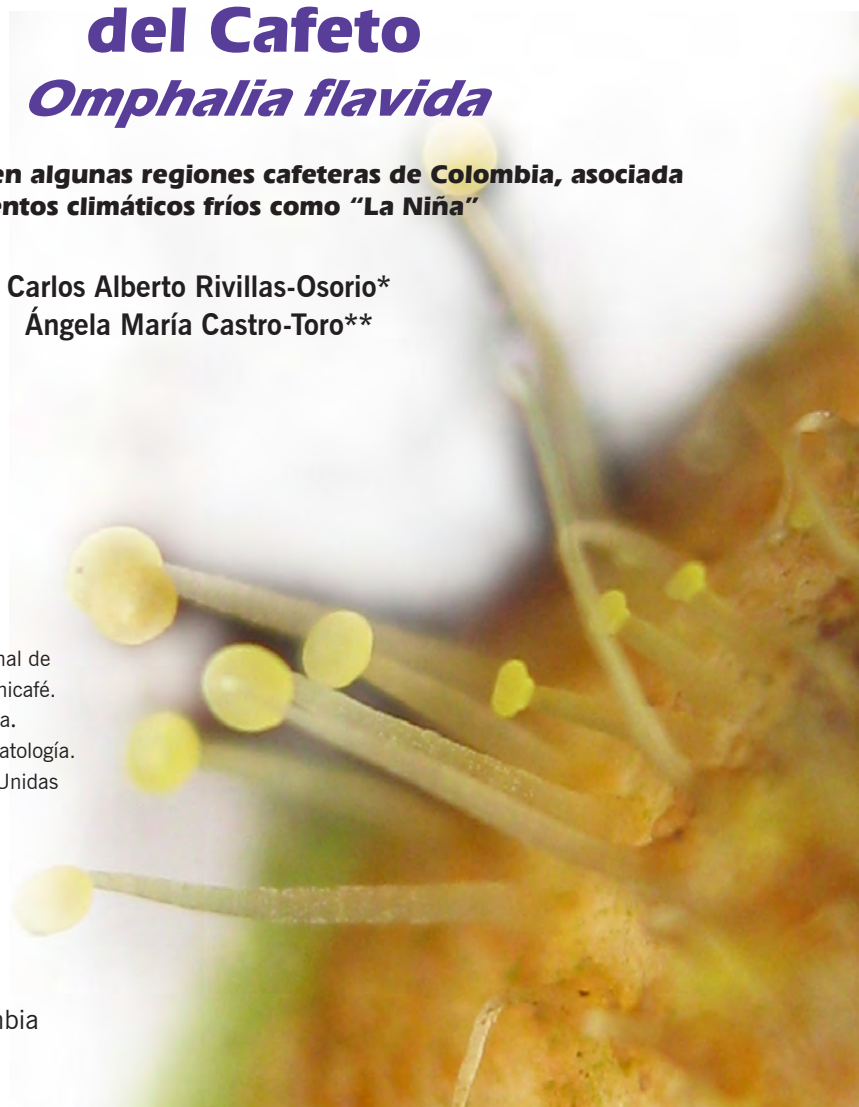 del Cafeto
Omphalia flavida
en algunas regiones cafeteras de Colombia, asociada
entos climáticos fríos como “La Niña”
Carlos Alberto Rivillas-Osorio*
Ángela María Castro-Toro**
nal de
nicafé.
a.
atología.
Unidas
mbia